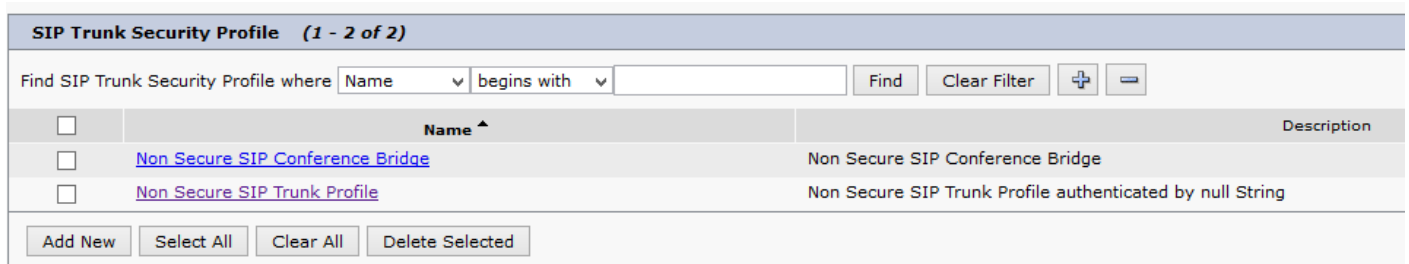 SIP Trunk Security Profile (1 - 2 of 2)
Find SIP Trunk Security Profile where Name begins with Find Clear Filter
Name Description
Non Secure SIP Conference Bridge Non Secure SIP Conference Bridge
Non Secure SIP Trunk Profile Non Secure SIP Trunk Profile authenticated by null String
Add New Select All Clear All Delete Selected